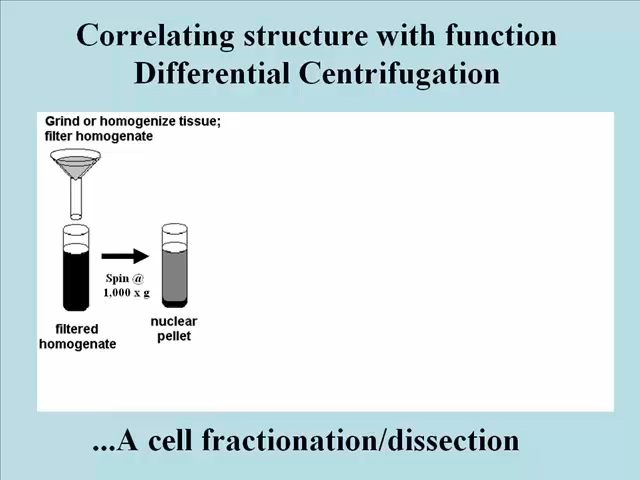 Correlating structure with function
Differential Centrifugation
Grind or homogenize tissue;
filter homogenate
Spin @
1,000 x g
filtered
homogenate
nuclear
pellet
...A cell fractionation/dissection